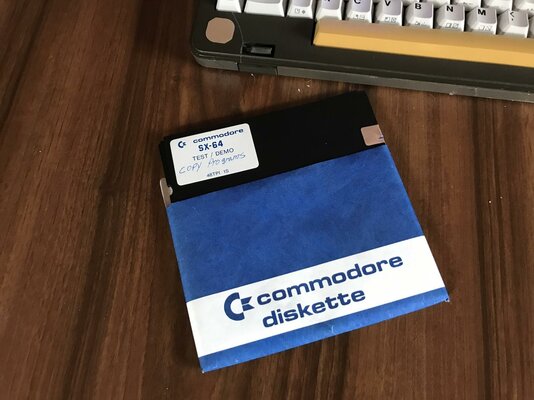 X C V B N M
commodore
SX-64
TEST / DEMO
COPY Programs
48TPI 1S
commodore
diskette